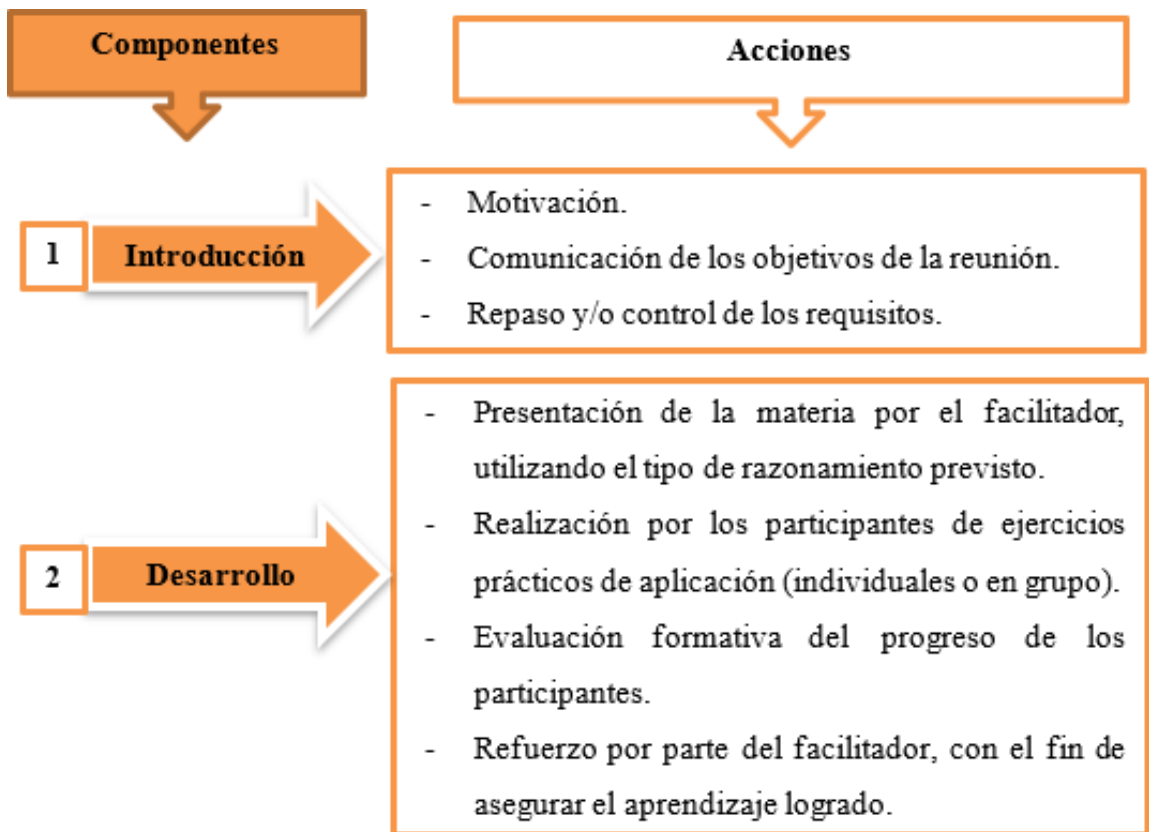 Componentes
Acciones
1
Introducción
- Motivación.
- Comunicación de los objetivos de la reunión.
- Repaso y/o control de los requisitos.
2
Desarrollo
- Presentación de la materia por el facilitador,
utilizando el tipo de razonamiento previsto.
- Realización por los participantes de ejercicios
prácticos de aplicación (individuales o en grupo).
- Evaluación formativa del progreso de los
participantes.
- Refuerzo por parte del facilitador, con el fin de
asegurar el aprendizaje logrado.